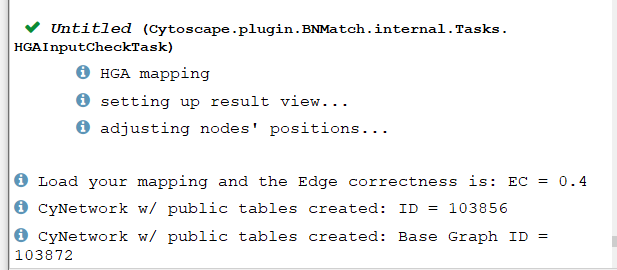 Untitled (Cytoscape.plugin.BNMatch.internal.Tasks.
HGAInputCheckTask)
HGA mapping
setting up result view...
adjusting nodes' positions...
Load your mapping and the Edge correctness is: EC = 0.4
CyNetwork w/ public tables created: ID = 103856
CyNetwork w/ public tables created: Base Graph ID =
103872